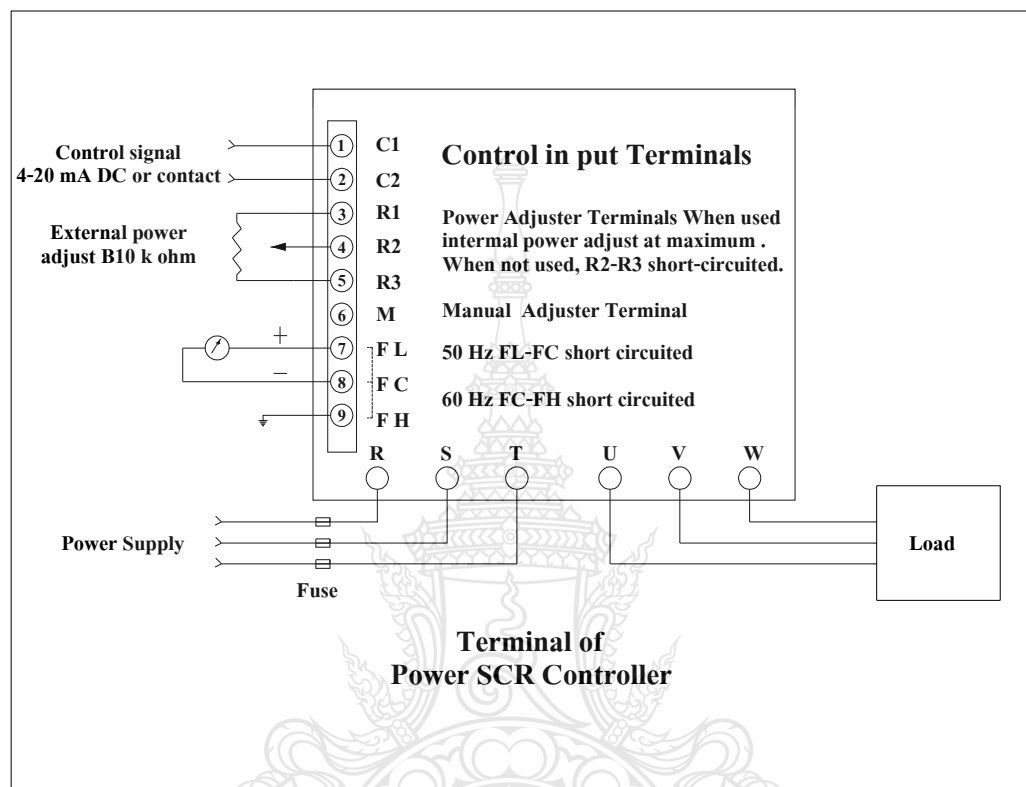 Control signal
4-20 mA DC or contact
External power
adjust B10 k ohm
1 C1
2 C2
3 R1
4 R2
5 R3
6 M
+ 7 F L
− 8 F C
9 F H
Control in put Terminals
Power Adjuster Terminals When used
intermal power adjust at maximum .
When not used, R2-R3 short-circuited.
Manual Adjuster Terminal
50 Hz FL-FC short circuited
60 Hz FC-FH short circuited
R S T U V W
Power Supply
Fuse
Load
Terminal of
Power SCR Controller